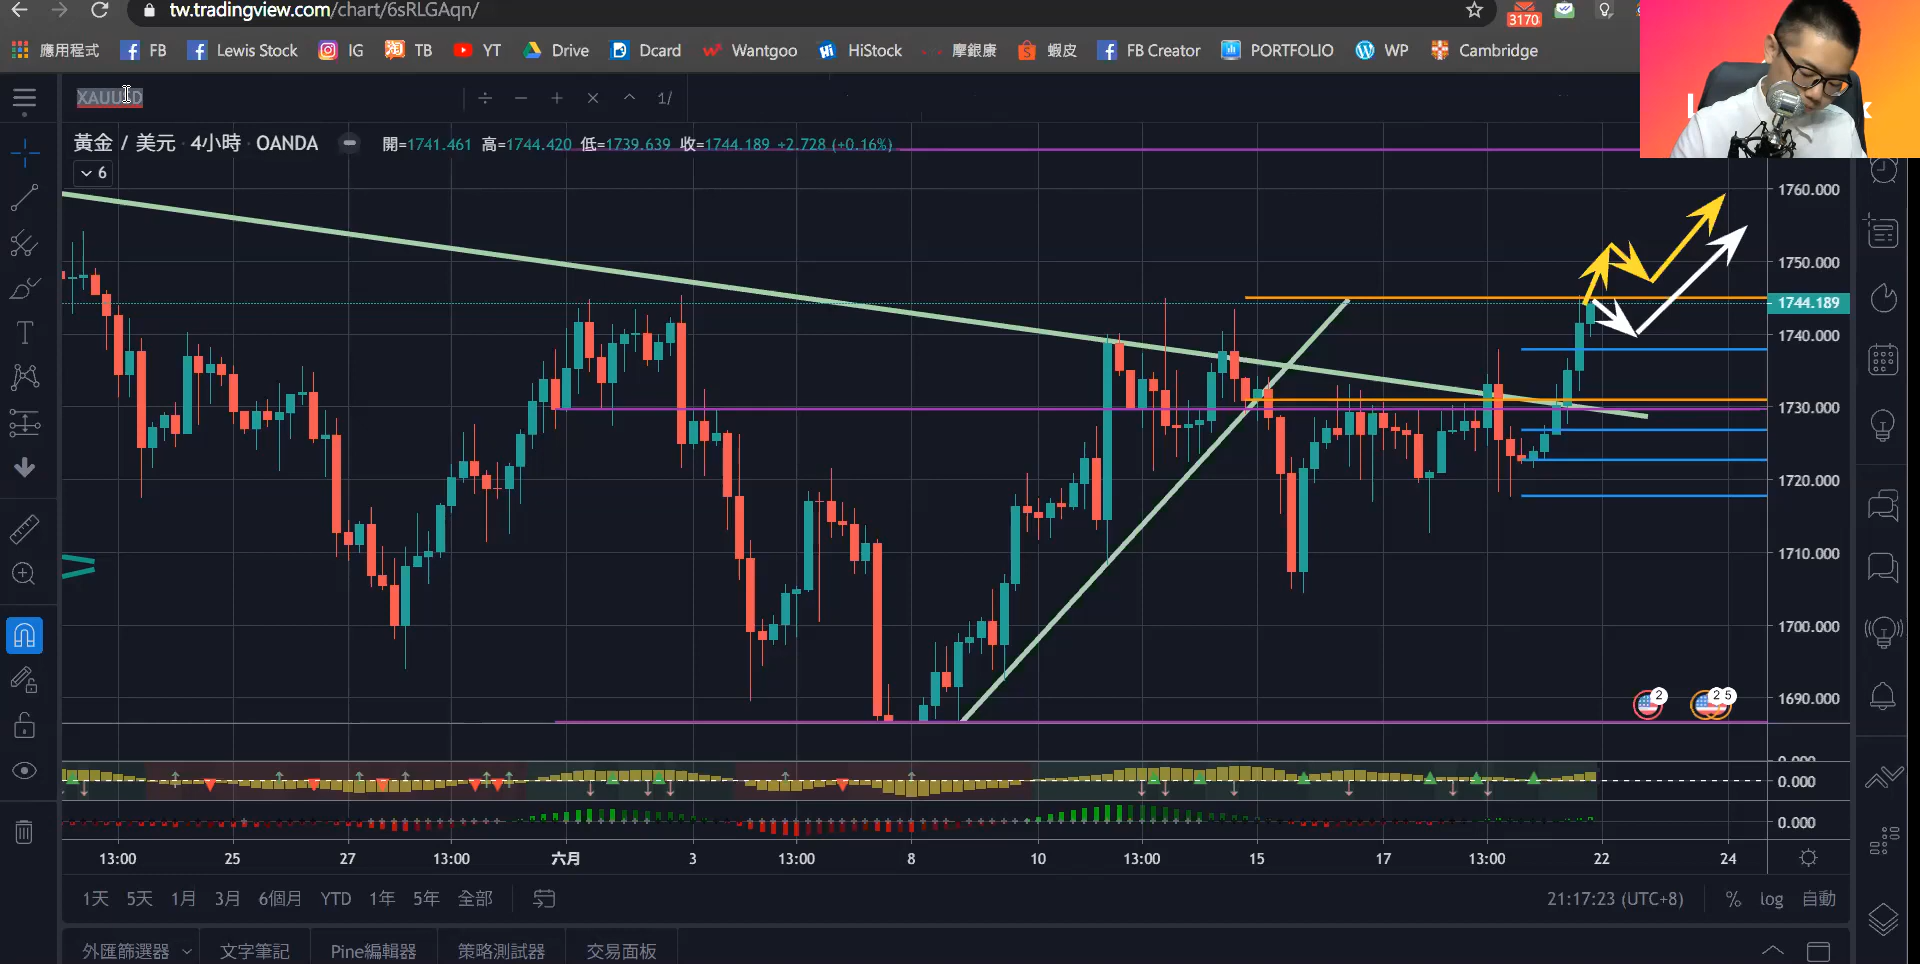 tw.tradingview.com/chart/6sRLGAqn/
3170
應用程式 FB Lewis Stock IG TB YT Drive Dcard Wantgoo HiStock 摩銀康 蝦皮 FB Creator PORTFOLIO WP Cambridge
XAUUSD
1/
黃金 / 美元 · 4小時 · OANDA 開=1741.461 高=1744.420 低=1739.639 收=1744.189 +2.728 (+0.16%)
6
1760.000
1750.000
1744.189
1740.000
1730.000
1720.000
1710.000
1700.000
1690.000
2 2 5
0.000
0.000
13:00 25 27 13:00 六月 3 13:00 8 10 13:00 15 17 13:00 22 24
1天 5天 1月 3月 6個月 YTD 1年 5年 全部 21:17:23 (UTC+8) % log 自動
外匯篩選器 文字筆記 Pine編輯器 策略測試器 交易面板